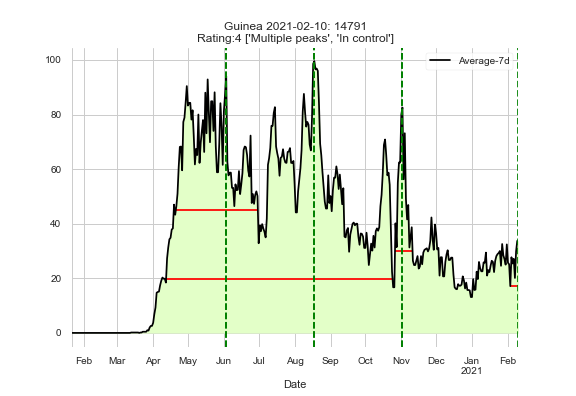 Guinea 2021-02-10: 14791
Rating:4 ['Multiple peaks', 'In control']
Average-7d
100
80
60
40
20
0
Feb Mar Apr May Jun Jul Aug Sep Oct Nov Dec Jan Feb
2021
Date